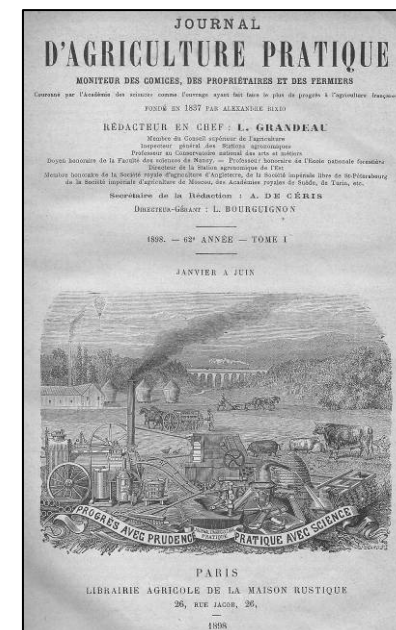 JOURNAL
D'AGRICULTURE PRATIQUE
MONITEUR DES COMICES, DES PROPRIÉTAIRES ET DES FERMIERS
Couronné par l'Académie des sciences comme l'ouvrage ayant fait faire le plus de progrès à l'agriculture française
FONDÉ EN 1837 PAR ALEXANDRE BIXIO
RÉDACTEUR EN CHEF : L. GRANDEAU
Membre du Conseil supérieur de l'agriculture
Inspecteur général des Stations agronomiques
Professeur au Conservatoire national des arts et métiers
Doyen honoraire de la Faculté des sciences de Nancy. — Professeur honoraire de l'École nationale forestière
Directeur de la Station agronomique de l'Est
Membre honoraire de la Société royale d'agriculture d'Angleterre, de la Société impériale libre de St-Pétersbourg
de la Société impériale d'agriculture de Moscou, des Académies royales de Suède, de Turin, etc.
Secrétaire de la Rédaction : A. DE CÉRIS
DIRECTEUR-GÉRANT : L. BOURGUIGNON
1898. — 62e ANNÉE — TOME I
JANVIER A JUIN
PROGRÈS AVEC PRUDENCE
JOURNAL D'AGRICULTURE
PRATIQUE
PRATIQUE AVEC SCIENCE
PARIS
LIBRAIRIE AGRICOLE DE LA MAISON RUSTIQUE
26, RUE JACOB, 26,
1898